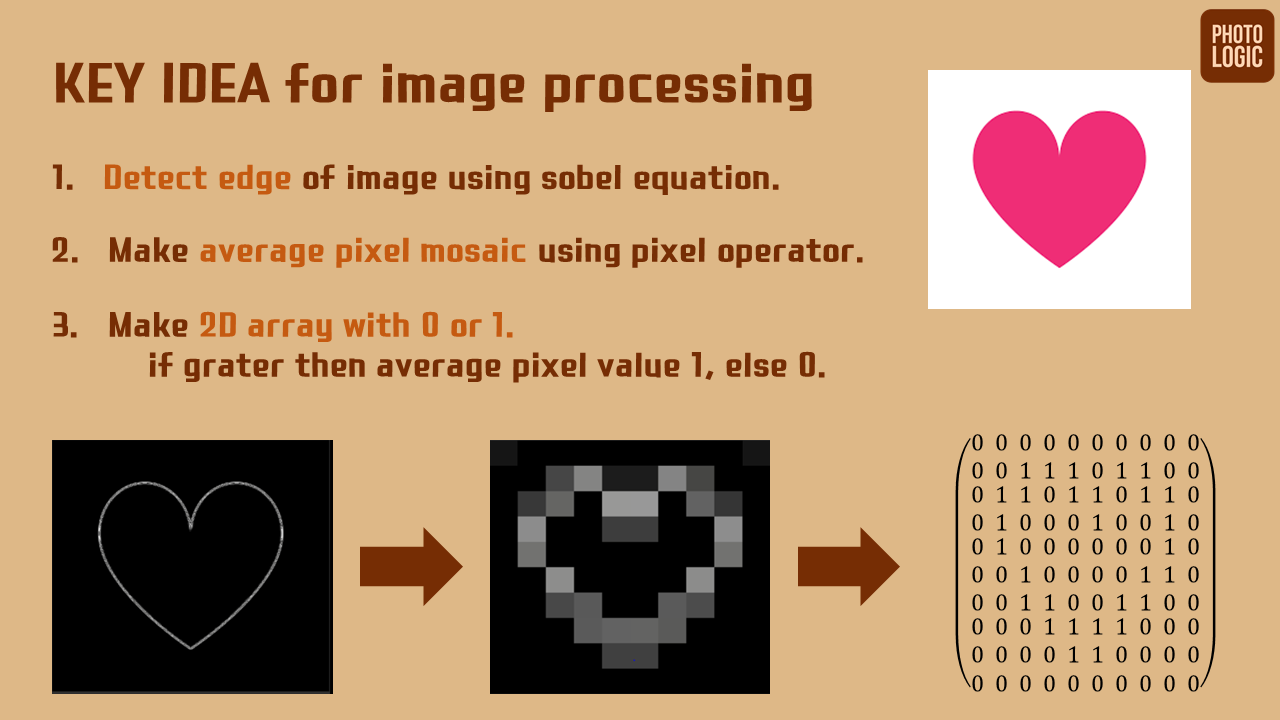 PHOTO
LOGIC
KEY IDEA for image processing
1. Detect edge of image using sobel equation.
2. Make average pixel mosaic using pixel operator.
3. Make 2D array with 0 or 1.
if grater then average pixel value 1, else 0.
0 0 0 0 0 0 0 0 0 0
0 0 1 1 1 0 1 1 0 0
0 1 1 0 1 1 0 1 1 0
0 1 0 0 0 1 0 0 1 0
0 1 0 0 0 0 0 0 1 0
0 0 1 0 0 0 0 1 1 0
0 0 1 1 0 0 1 1 0 0
0 0 0 1 1 1 1 0 0 0
0 0 0 0 1 1 0 0 0 0
0 0 0 0 0 0 0 0 0 0